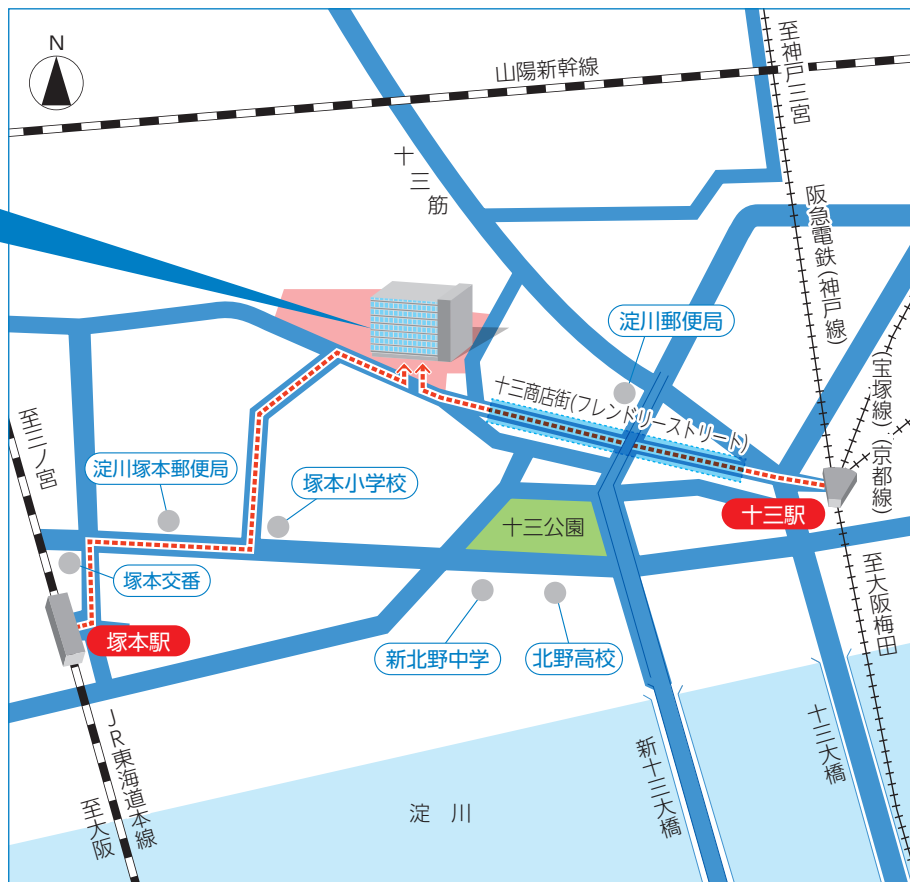 N
山陽新幹線
至神戸三宮
十三筋
阪急電鉄(神戸線)
淀川郵便局
(宝塚線)(京都線)
十三商店街(フレンドリーストリート)
至三ノ宮
淀川塚本郵便局
塚本小学校
十三駅
十三公園
塚本交番
至大阪梅田
塚本駅
新北野中学
北野高校
JR東海道本線
至大阪
淀川
新十三大橋
十三大橋